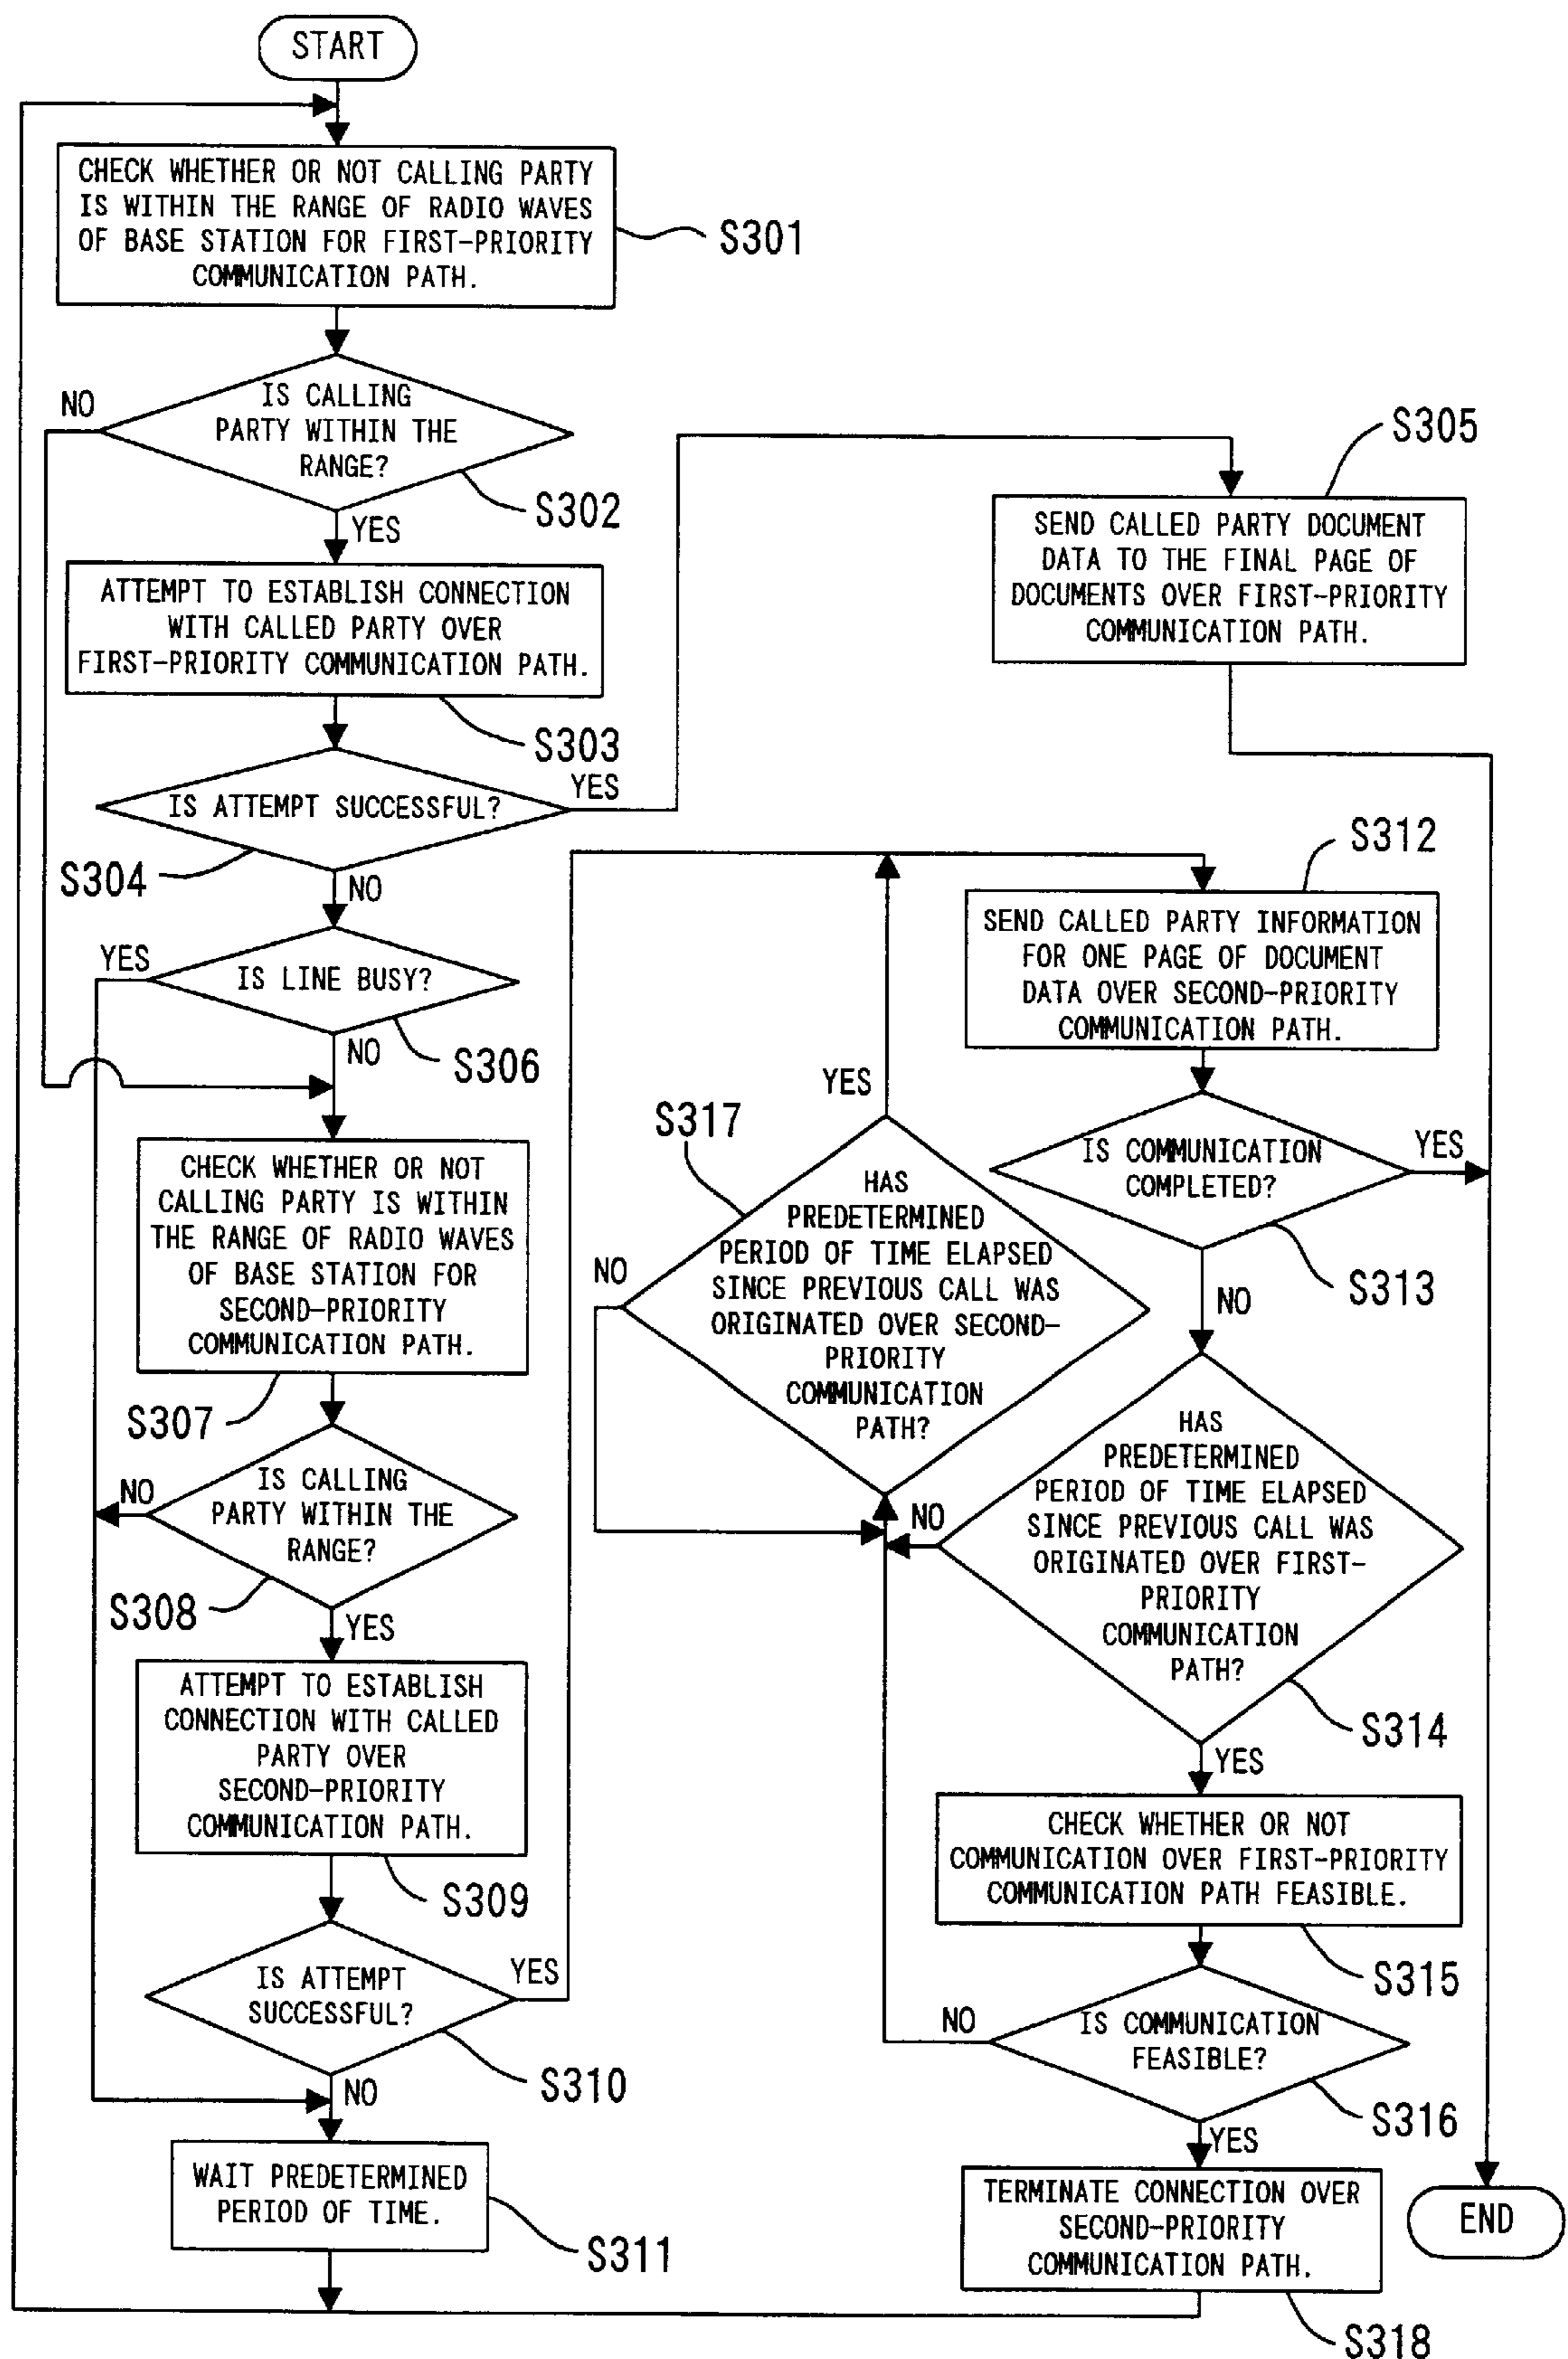 START
CHECK WHETHER OR NOT CALLING PARTY
IS WITHIN THE RANGE OF RADIO WAVES
OF BASE STATION FOR FIRST-PRIORITY
COMMUNICATION PATH.
S301
IS CALLING
PARTY WITHIN THE
RANGE?
NO
S302
YES
ATTEMPT TO ESTABLISH CONNECTION
WITH CALLED PARTY OVER
FIRST-PRIORITY COMMUNICATION PATH.
S303
IS ATTEMPT SUCCESSFUL?
YES
S304
NO
S305
SEND CALLED PARTY DOCUMENT
DATA TO THE FINAL PAGE OF
DOCUMENTS OVER FIRST-PRIORITY
COMMUNICATION PATH.
IS LINE BUSY?
YES
S306
NO
CHECK WHETHER OR NOT
CALLING PARTY IS WITHIN
THE RANGE OF RADIO WAVES
OF BASE STATION FOR
SECOND-PRIORITY
COMMUNICATION PATH.
S307
IS CALLING
PARTY WITHIN THE
RANGE?
NO
S308
YES
ATTEMPT TO ESTABLISH
CONNECTION WITH CALLED
PARTY OVER
SECOND-PRIORITY
COMMUNICATION PATH.
S309
IS ATTEMPT
SUCCESSFUL?
YES
S310
NO
WAIT PREDETERMINED
PERIOD OF TIME.
S311
S312
SEND CALLED PARTY INFORMATION
FOR ONE PAGE OF DOCUMENT
DATA OVER SECOND-PRIORITY
COMMUNICATION PATH.
IS COMMUNICATION
COMPLETED?
YES
S313
NO
HAS
PREDETERMINED
PERIOD OF TIME ELAPSED
SINCE PREVIOUS CALL WAS
ORIGINATED OVER FIRST-
PRIORITY
COMMUNICATION
PATH?
NO
S314
YES
CHECK WHETHER OR NOT
COMMUNICATION OVER FIRST-PRIORITY
COMMUNICATION PATH FEASIBLE.
S315
IS COMMUNICATION
FEASIBLE?
NO
S316
YES
S317
YES
HAS
PREDETERMINED
PERIOD OF TIME ELAPSED
SINCE PREVIOUS CALL WAS
ORIGINATED OVER SECOND-
PRIORITY
COMMUNICATION
PATH?
NO
TERMINATE CONNECTION OVER
SECOND-PRIORITY
COMMUNICATION PATH.
S318
END